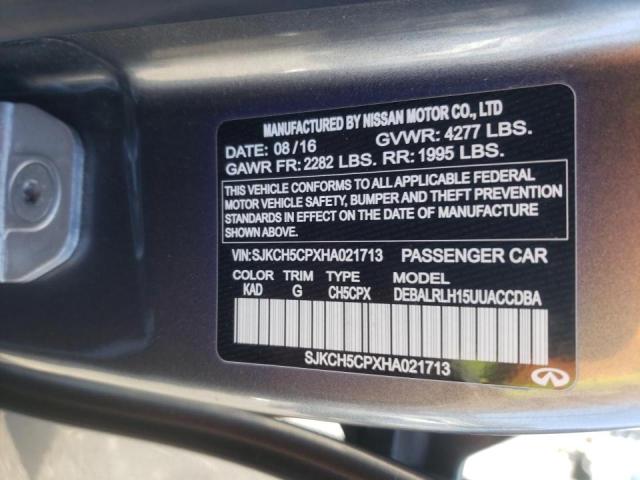 MANUFACTURED BY NISSAN MOTOR CO., LTD
DATE: 08/16 GVWR: 4277 LBS.
GAWR FR: 2282 LBS. RR: 1995 LBS.
THIS VEHICLE CONFORMS TO ALL APPLICABLE FEDERAL
MOTOR VEHICLE SAFETY, BUMPER AND THEFT PREVENTION
STANDARDS IN EFFECT ON THE DATE OF MANUFACTURE
SHOWN ABOVE.
VIN: SJKCH5CPXHA021713 PASSENGER CAR
COLOR TRIM TYPE MODEL
KAD G CH5CPX DEBALRLH15UUACCDBA
SJKCH5CPXHA021713